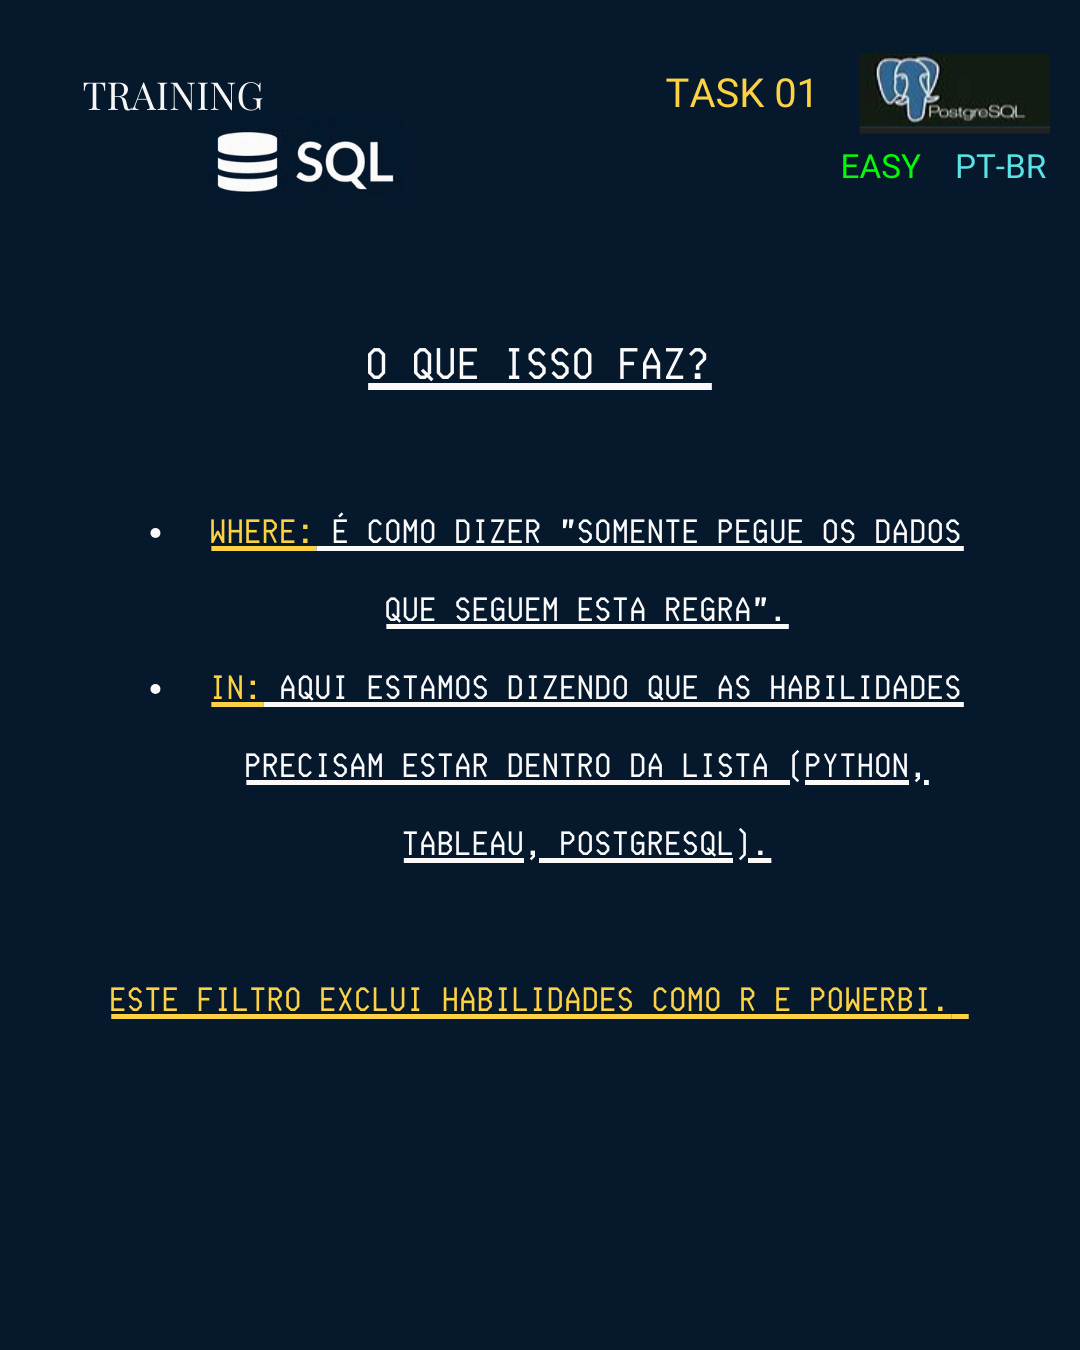 TRAINING
SQL
TASK 01
PostgreSQL
EASY PT-BR
O QUE ISSO FAZ?
• WHERE: É COMO DIZER "SOMENTE PEGUE OS DADOS
QUE SEGUEM ESTA REGRA".
• IN: AQUI ESTAMOS DIZENDO QUE AS HABILIDADES
PRECISAM ESTAR DENTRO DA LISTA (PYTHON,
TABLEAU, POSTGRESQL).
ESTE FILTRO EXCLUI HABILIDADES COMO R E POWERBI.